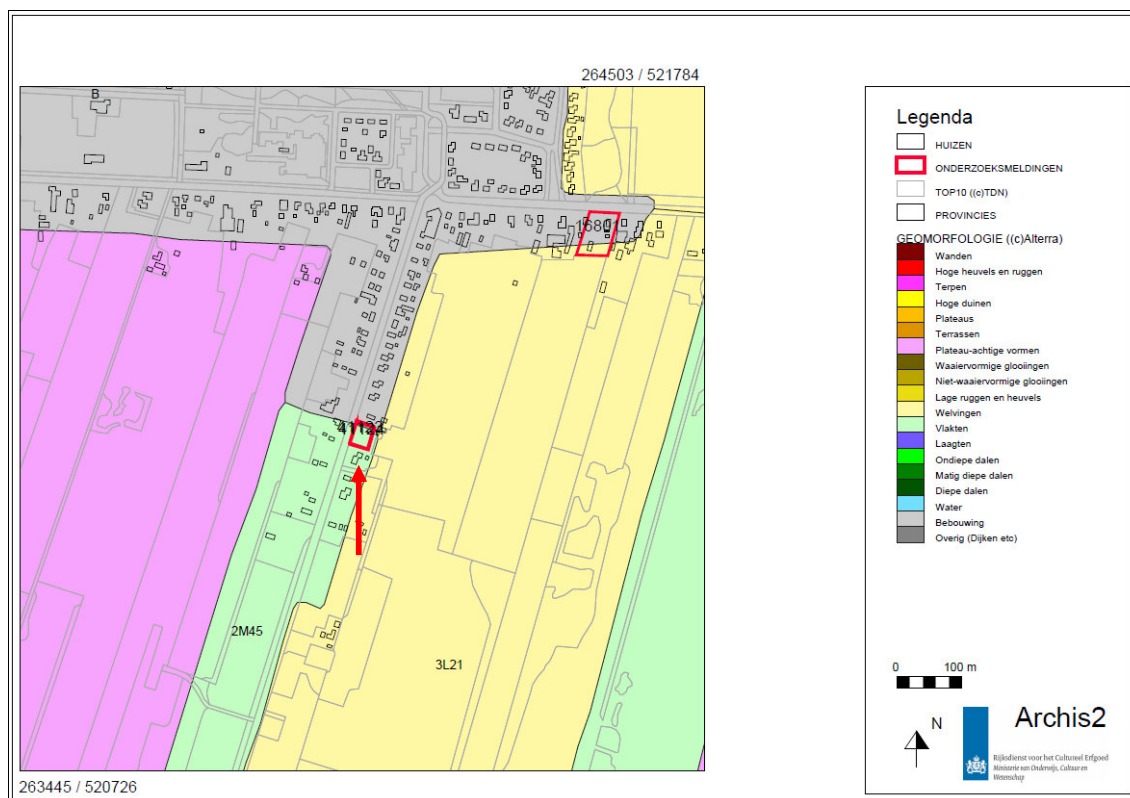 264503 / 521784
B
16801
2M45
3L21
263445 / 520726
Legenda
HUIZEN
ONDERZOEKSMELDINGEN
TOP10 ((c)TDN)
PROVINCIES
GEOMORFOLOGIE ((c)Alterra)
Wanden
Hoge heuvels en ruggen
Terpen
Hoge duinen
Plateaus
Terrassen
Plateau-achtige vormen
Waaiervormige glooiingen
Niet-waaiervormige glooiingen
Lage ruggen en heuvels
Welvingen
Vlakten
Laagten
Ondiepe dalen
Matig diepe dalen
Diepe dalen
Water
Bebouwing
Overig (Dijken etc)
0 100 m
N
Archis2
Rijksdienst voor het Cultureel Erfgoed
Ministerie van Onderwijs, Cultuur en
Wetenschap